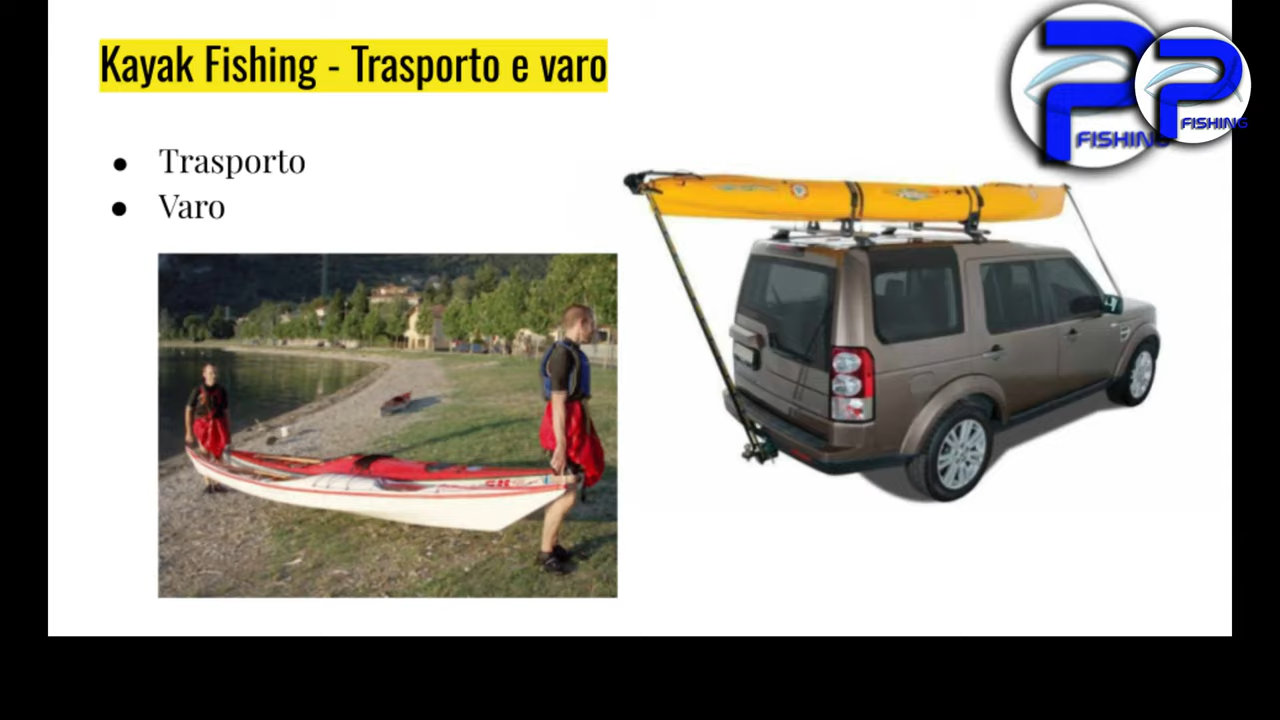 Kayak Fishing - Trasporto e varo
● Trasporto
● Varo
FISHING
FISHING